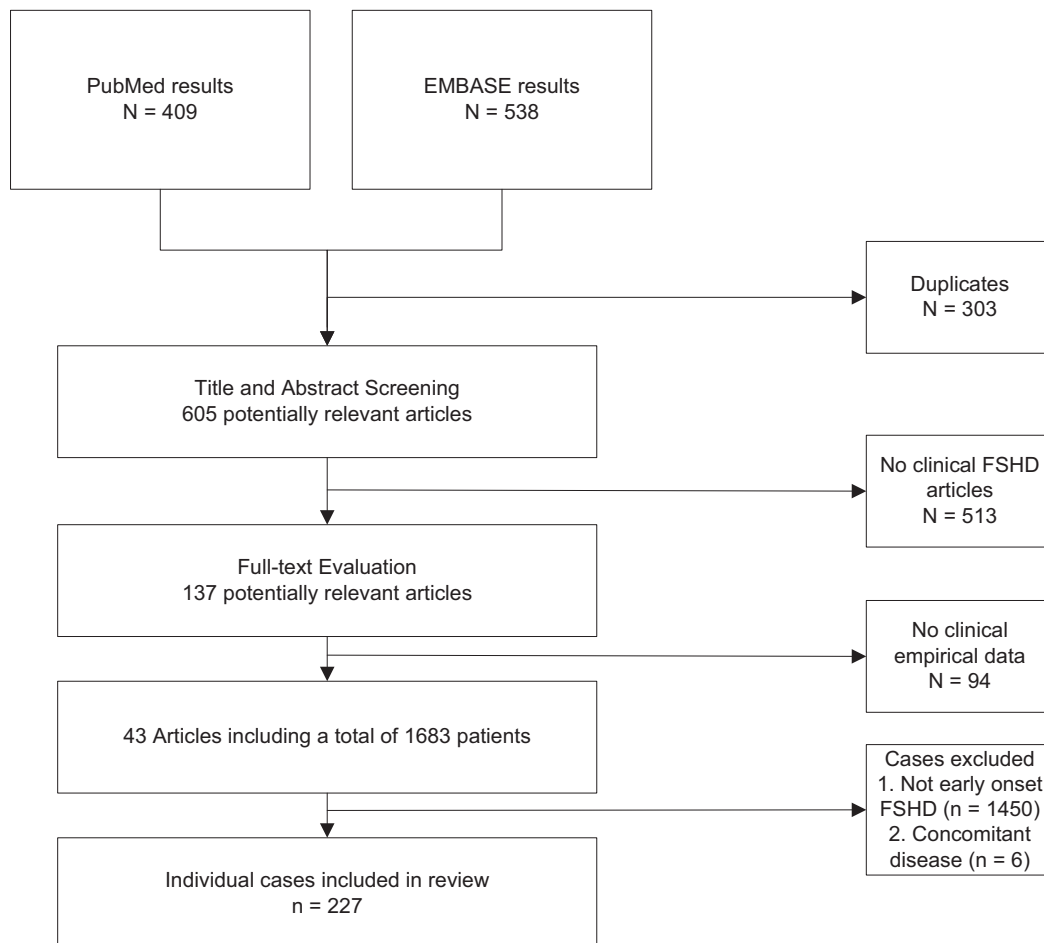 PubMed results
N = 409
EMBASE results
N = 538
Duplicates
N = 303
Title and Abstract Screening
605 potentially relevant articles
No clinical FSHD
articles
N = 513
Full-text Evaluation
137 potentially relevant articles
No clinical
empirical data
N = 94
43 Articles including a total of 1683 patients
Cases excluded
1. Not early onset
FSHD (n = 1450)
2. Concomitant
disease (n = 6)
Individual cases included in review
n = 227